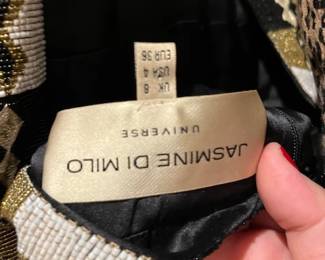 JASMINE DI MILO
UNIVERSE
UK 8
USA 4
EUR 36